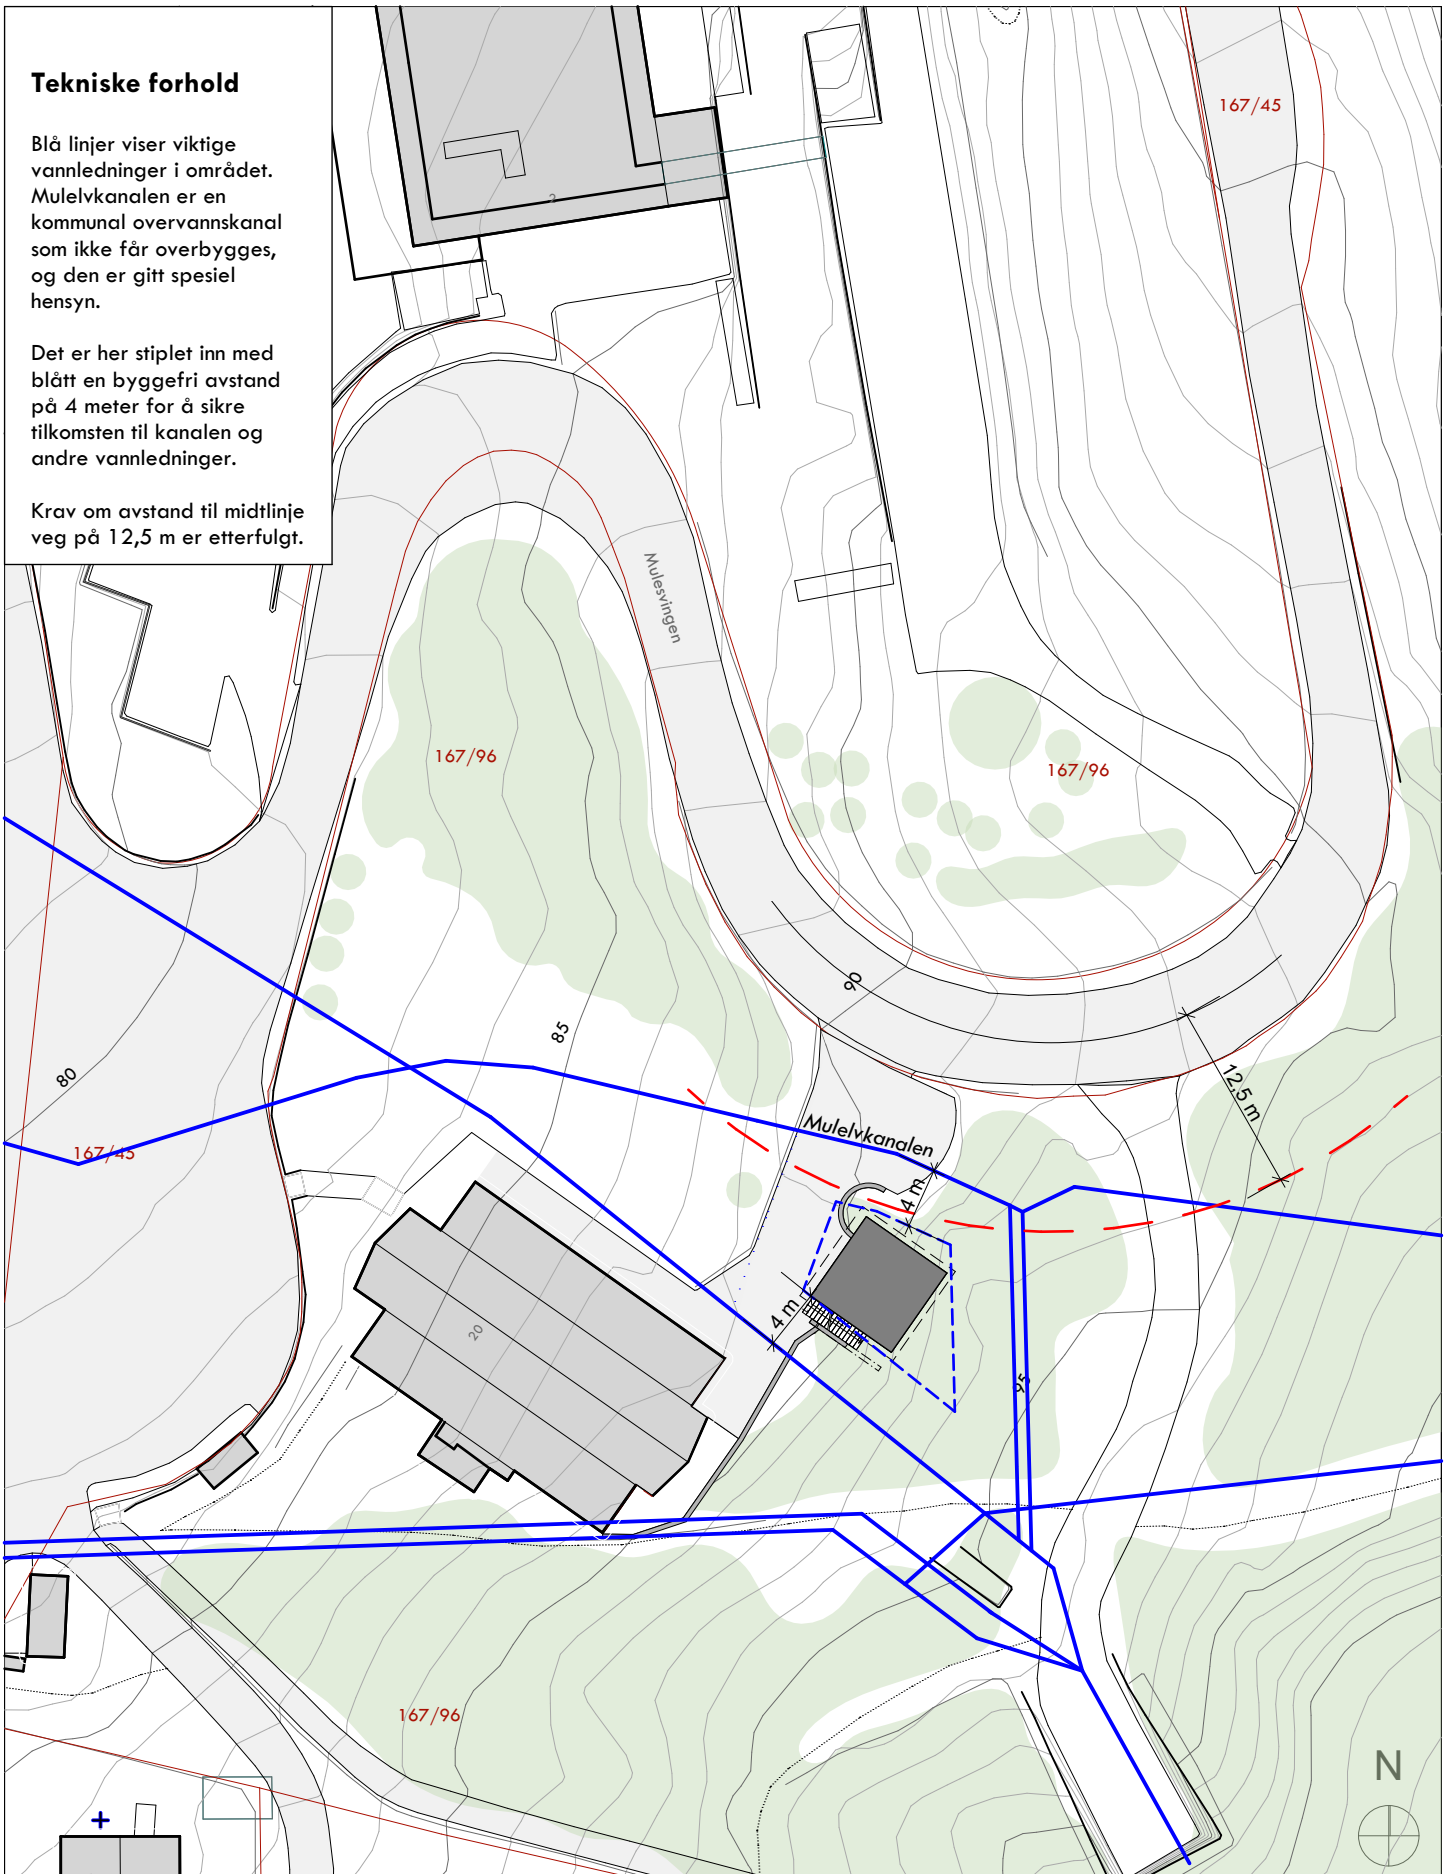 Tekniske forhold
Blå linjer viser viktige
vannledninger i området.
Mulelvkanalen er en
kommunal overvannskanal
som ikke får overbygges,
og den er gitt spesiel
hensyn.
Det er her stiplet inn med
blått en byggefri avstand
på 4 meter for å sikre
tilkomsten til kanalen og
andre vannledninger.
Krav om avstand til midtlinje
veg på 12,5 m er etterfulgt.
167/45
2
Mulesvingen
167/96
167/96
90
85
80
12,5 m
Mulelvkanalen
167/45
4 m
4 m
20
95
167/96
N